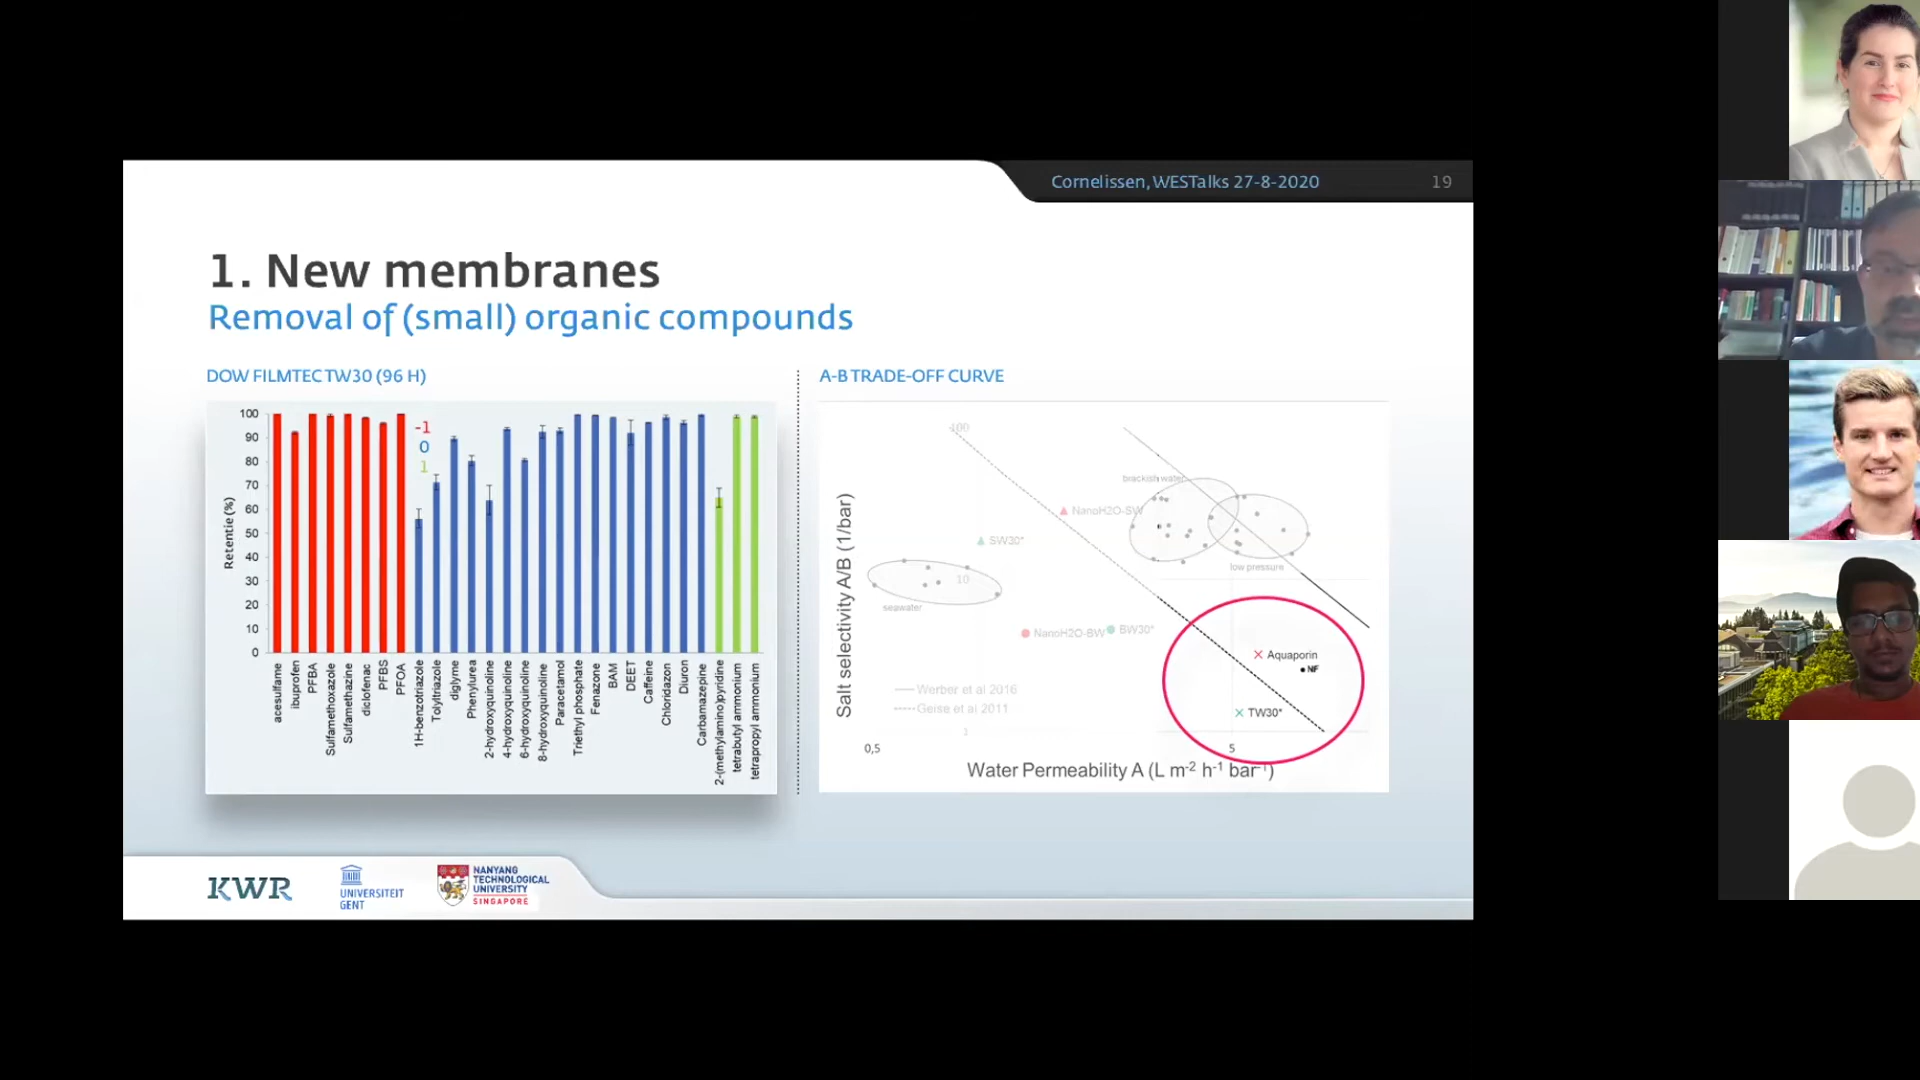 Cornelissen, WESTalks 27-8-2020 19
1. New membranes
Removal of (small) organic compounds
DOW FILMTEC TW30 (96 H)
Retentie (%)
100
90
80
70
60
50
40
30
20
10
0
-1
0
1
acesulfame
ibuprofen
PFBA
Sulfamethoxazole
Sulfamethazine
diclofenac
PFBS
PFOA
1H-benzotriazole
Tolyltriazole
diglyme
Phenylurea
2-hydroxyquinoline
4-hydroxyquinoline
6-hydroxyquinoline
8-hydroxyquinoline
Paracetamol
Triethyl phosphate
Fenazone
BAM
DEET
Caffeine
Chloridazon
Diuron
Carbamazepine
2-(methylamino)pyridine
tetrabutyl ammonium
tetrapropyl ammonium
A-B TRADE-OFF CURVE
Salt selectivity A/B (1/bar)
100
brackish water
NanoH2O-SW
SW30*
low pressure
10
seawater
NanoH2O-BW
BW30*
Aquaporin
NF
Werber et al 2016
Geise et al 2011
TW30*
1
0,5
5
Water Permeability A (L m-2 h-1 bar-1)
KWR
UNIVERSITEIT
GENT
NANYANG
TECHNOLOGICAL
UNIVERSITY
SINGAPORE